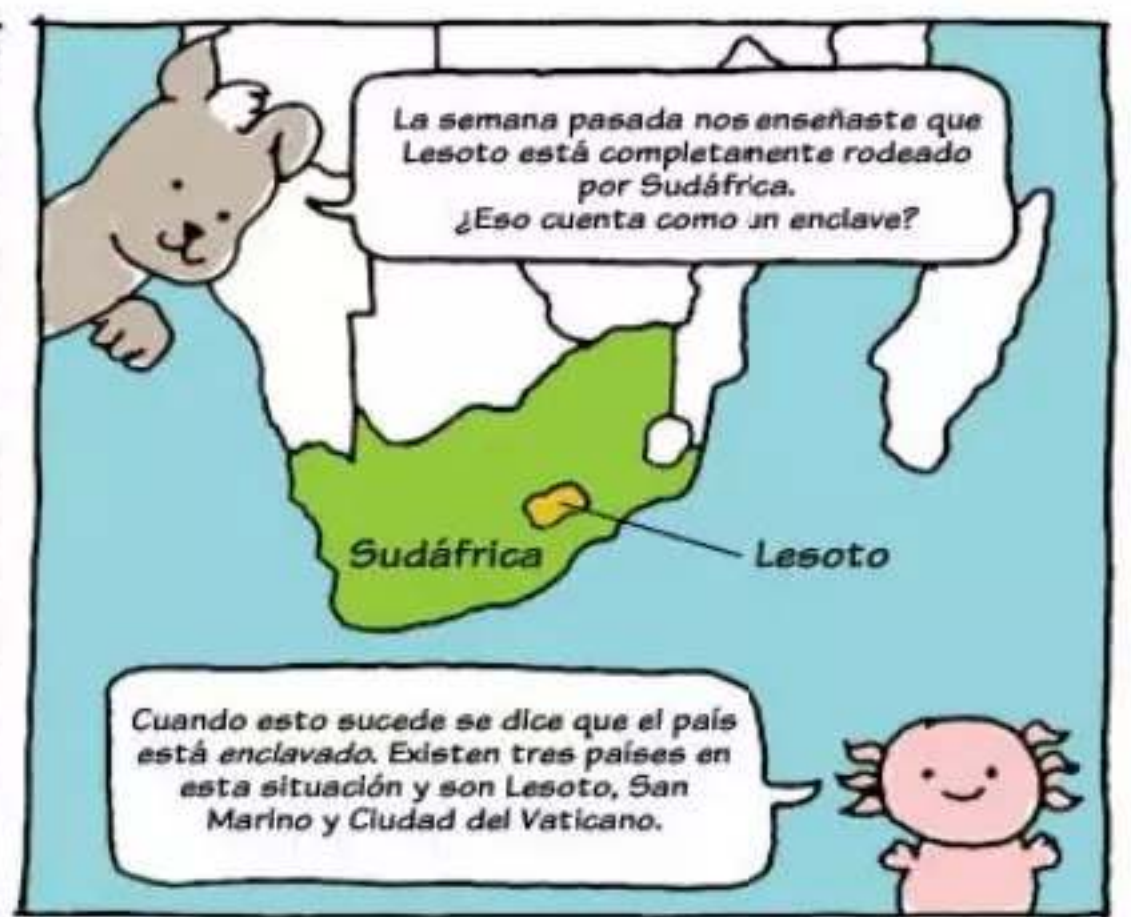 La semana pasada nos enseñaste que
Lesoto está completamente rodeado
por Sudáfrica.
¿Eso cuenta como un enclave?
Sudáfrica
Lesoto
Cuando esto sucede se dice que el país
está enclavado. Existen tres países en
esta situación y son Lesoto, San
Marino y Ciudad del Vaticano.